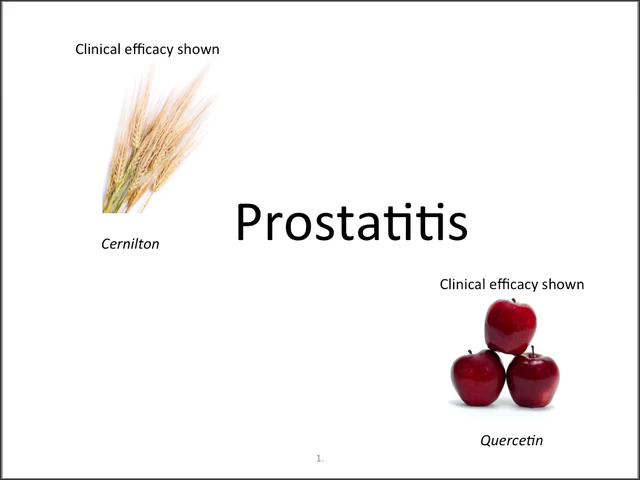 Clinical efficacy shown
Cernilton
Prostatitis
Clinical efficacy shown
Quercetin
1.